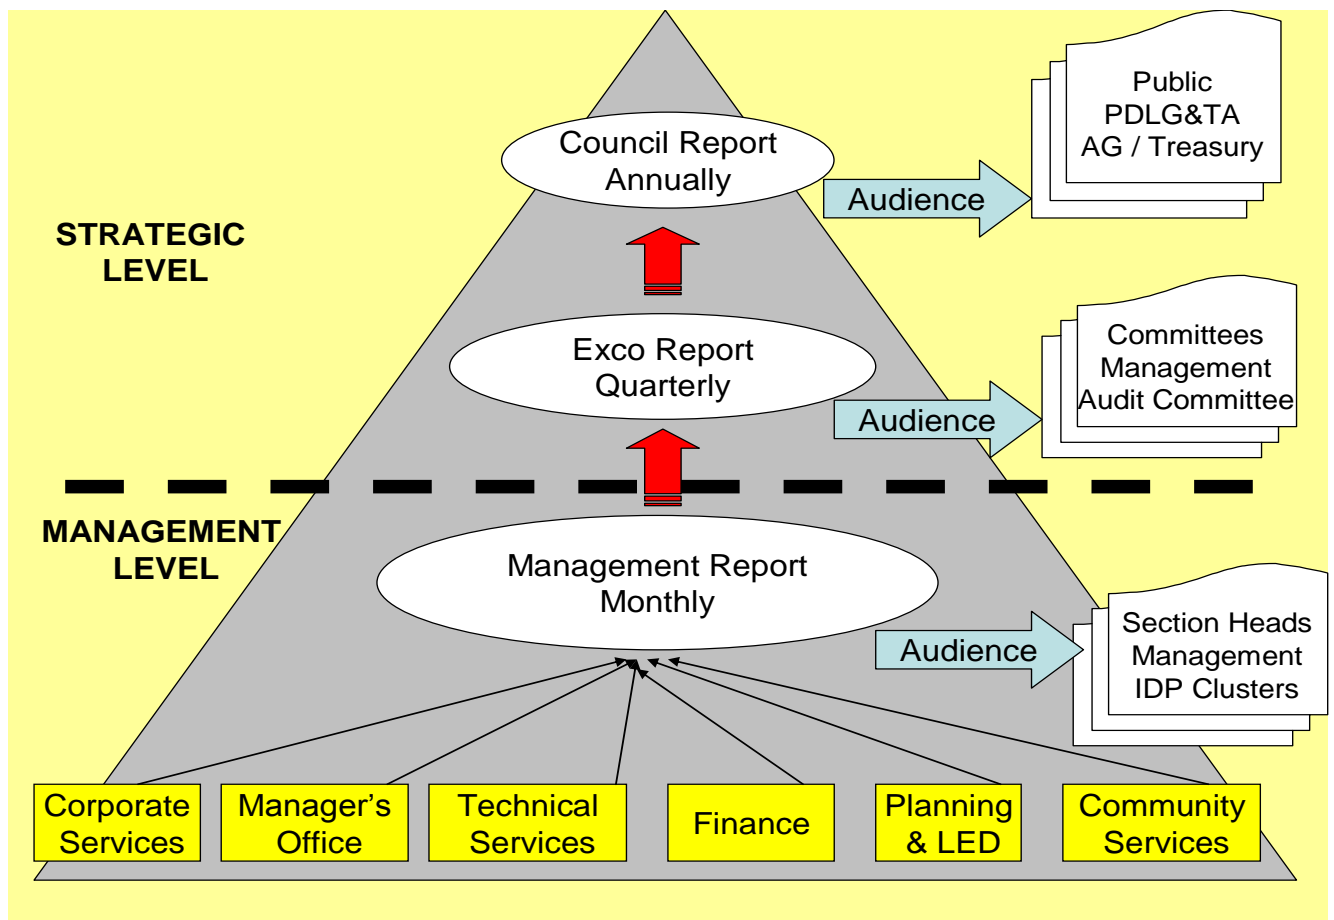 Public
PDLG&TA
AG / Treasury
Council Report
Annually
Audience
STRATEGIC
LEVEL
Committees
Management
Audit Committee
Exco Report
Quarterly
Audience
MANAGEMENT
LEVEL
Management Report
Monthly
Section Heads
Management
IDP Clusters
Audience
Corporate
Services
Manager's
Office
Technical
Services
Finance
Planning
& LED
Community
Services